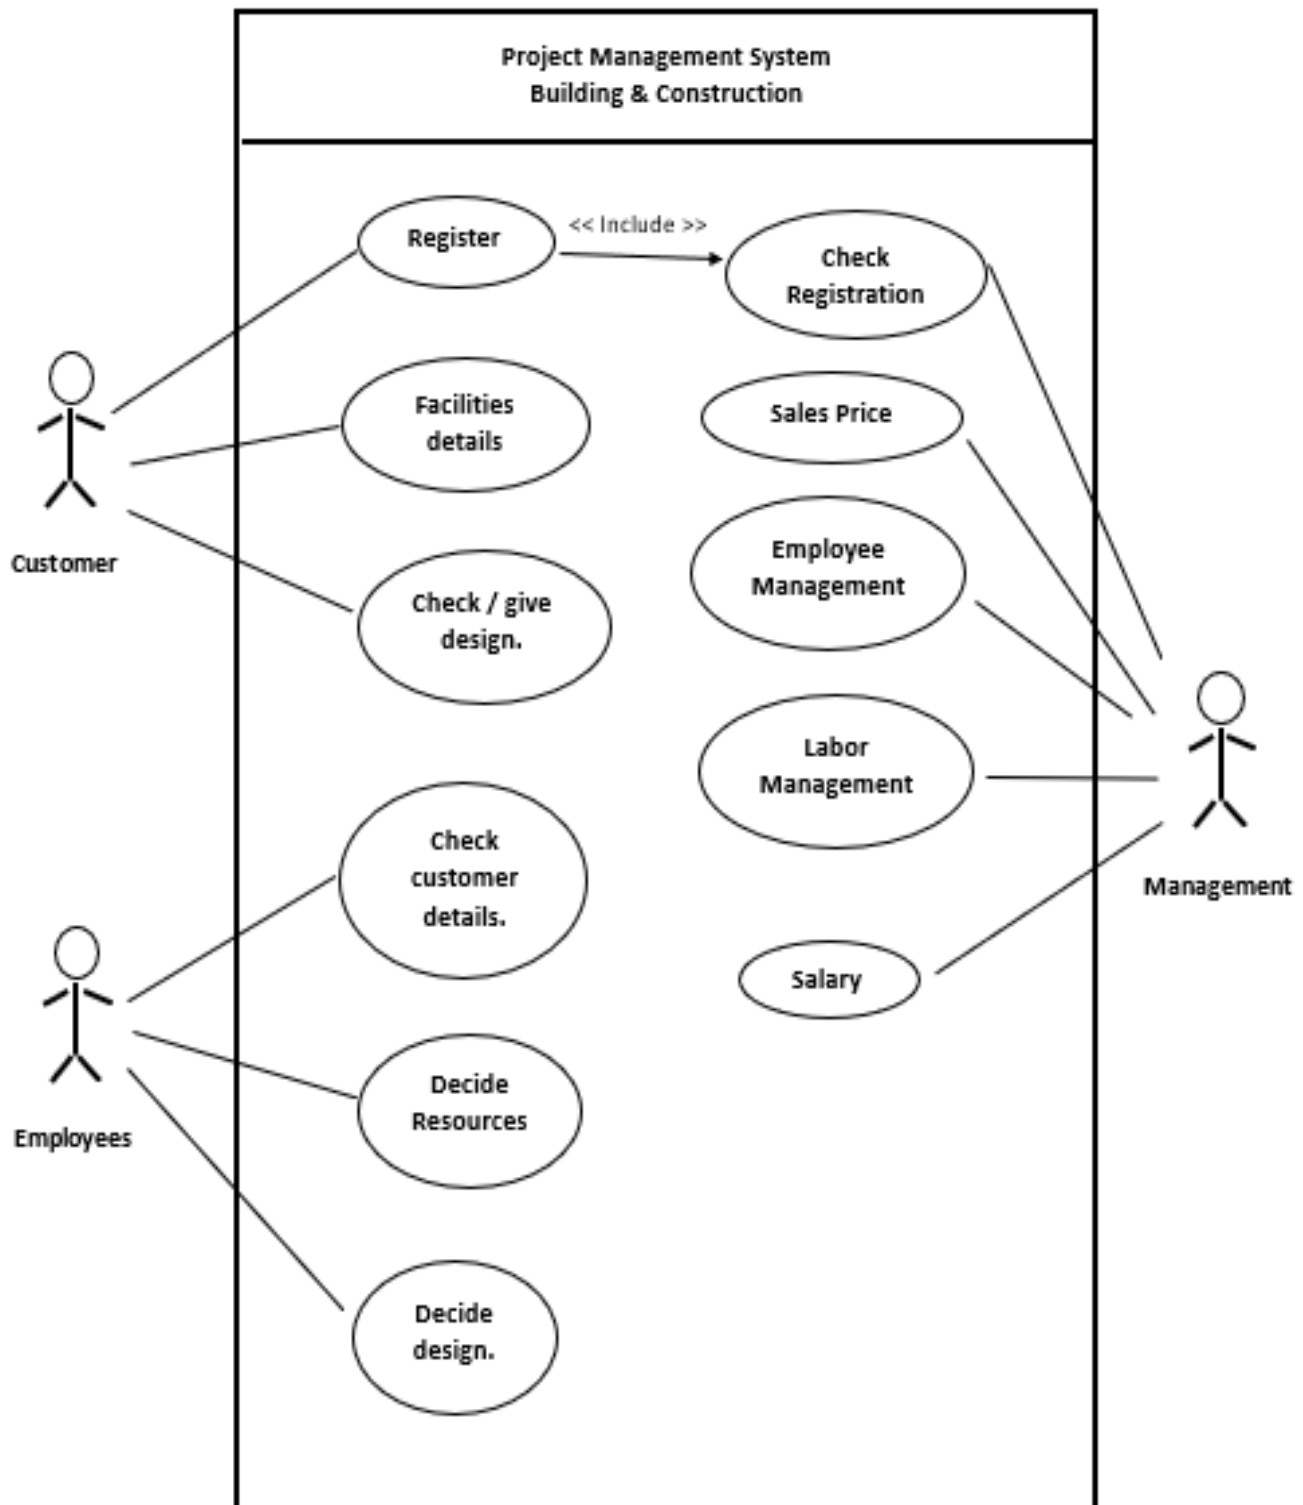 Project Management System
Building & Construction
Register
<< Include >>
Check
Registration
Facilities
details
Sales Price
Customer
Check / give
design.
Employee
Management
Labor
Management
Management
Check
customer
details.
Salary
Employees
Decide
Resources
Decide
design.